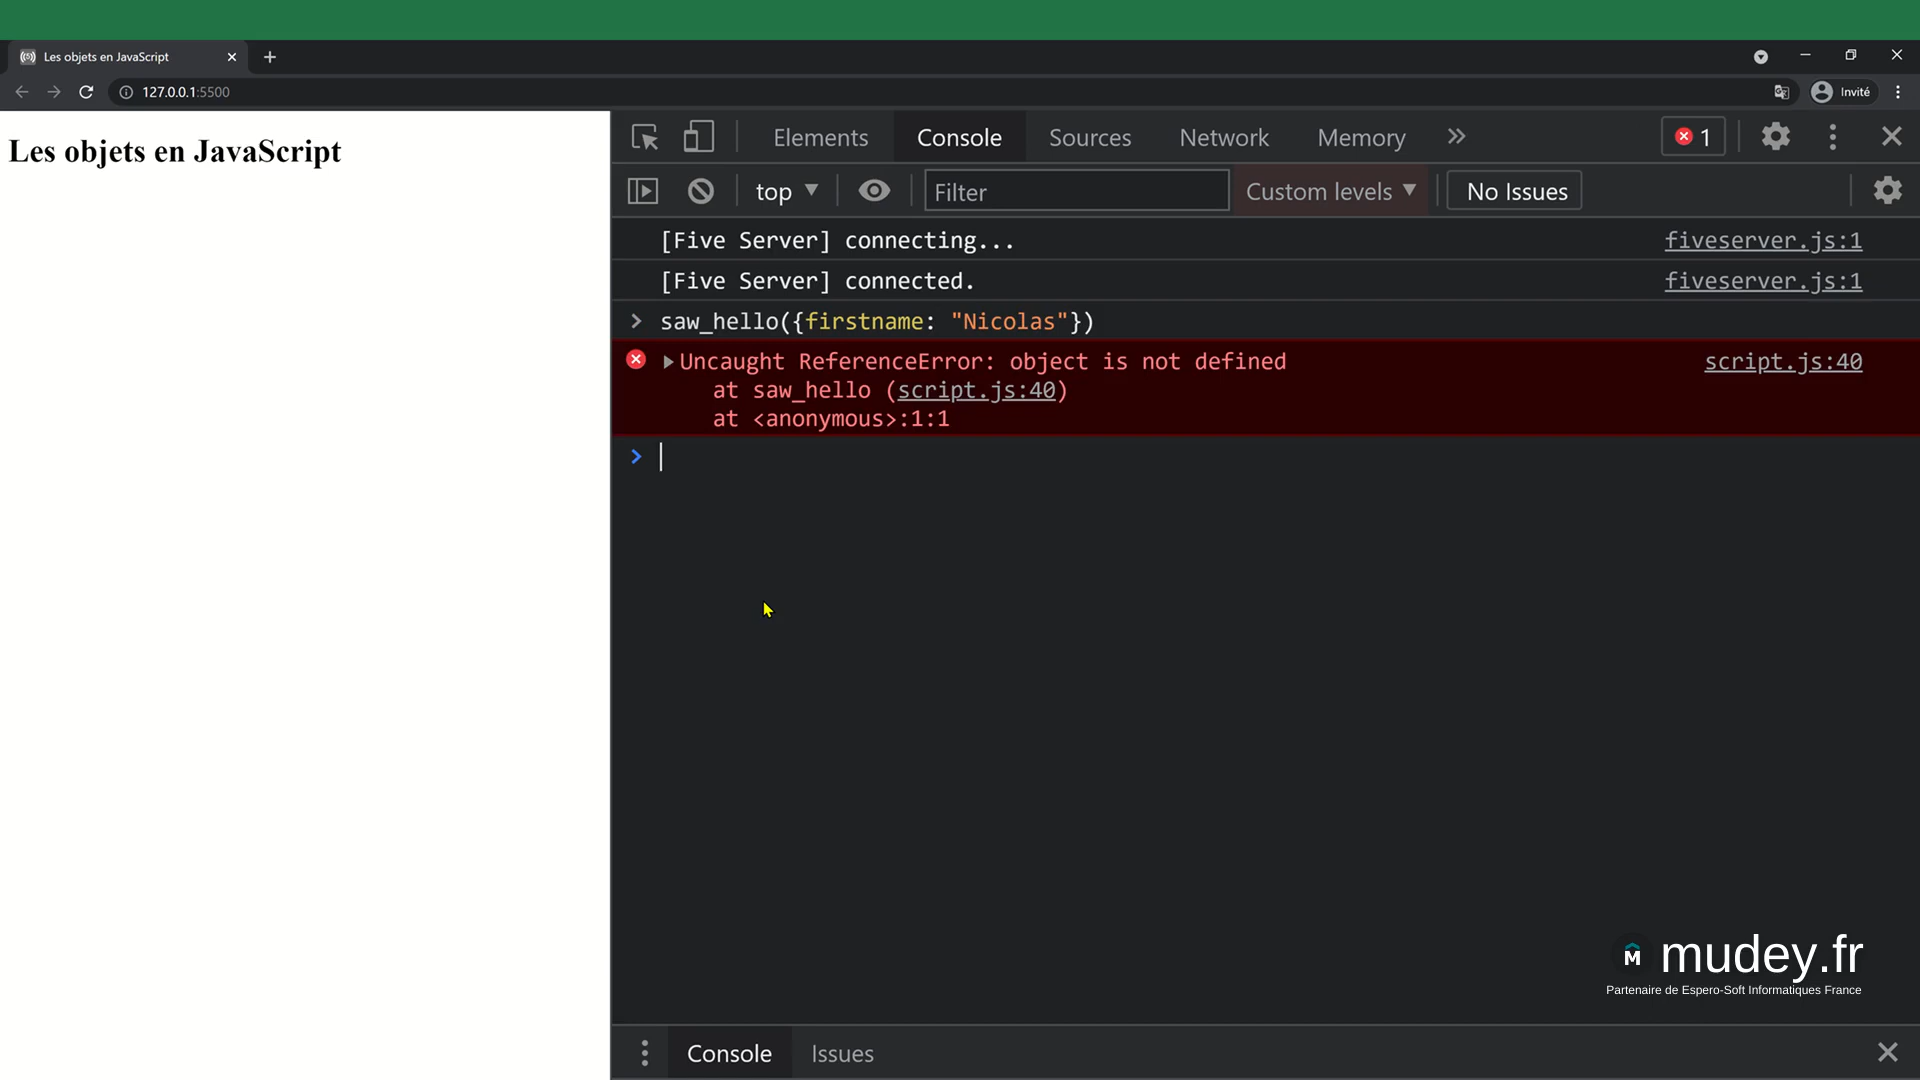 Les objets en JavaScript
127.0.0.1:5500
Invité
Les objets en JavaScript
Elements Console Sources Network Memory 1
top Filter Custom levels No Issues
[Five Server] connecting... fiveserver.js:1
[Five Server] connected. fiveserver.js:1
saw_hello({firstname: "Nicolas"})
Uncaught ReferenceError: object is not defined script.js:40
at saw_hello (script.js:40)
at <anonymous>:1:1
M mudey.fr
Partenaire de Espero-Soft Informatiques France
Console Issues